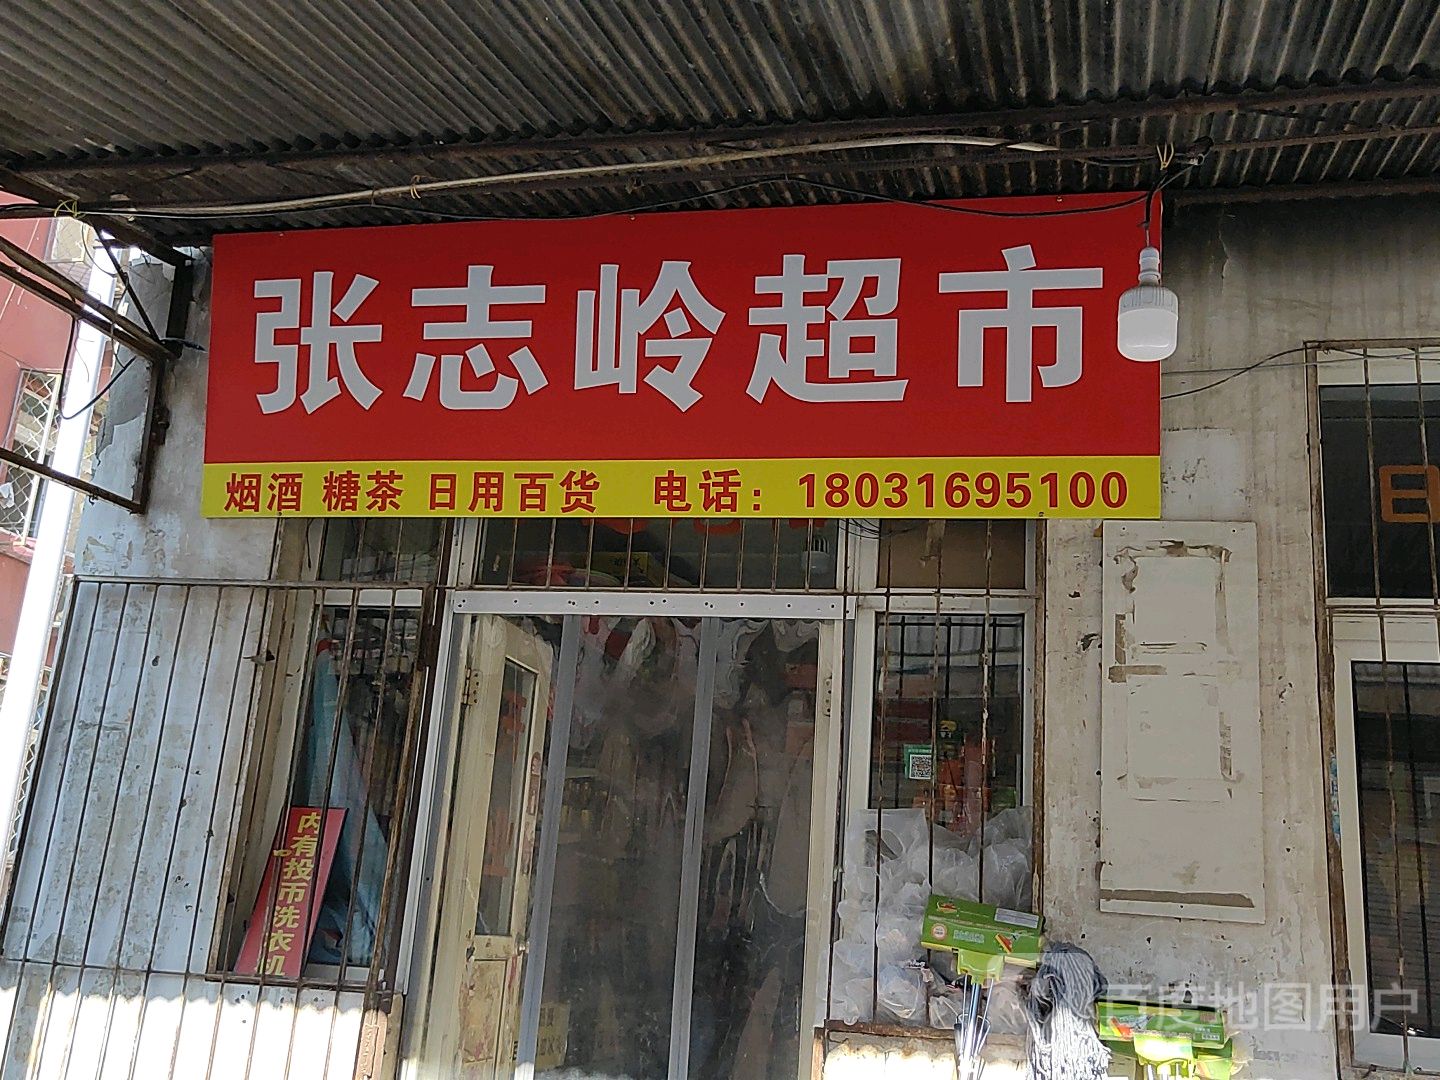 张志岭超市
烟酒 糖茶 日用百货 电话：18031695100
日
内有投币洗衣机
百度地图用户